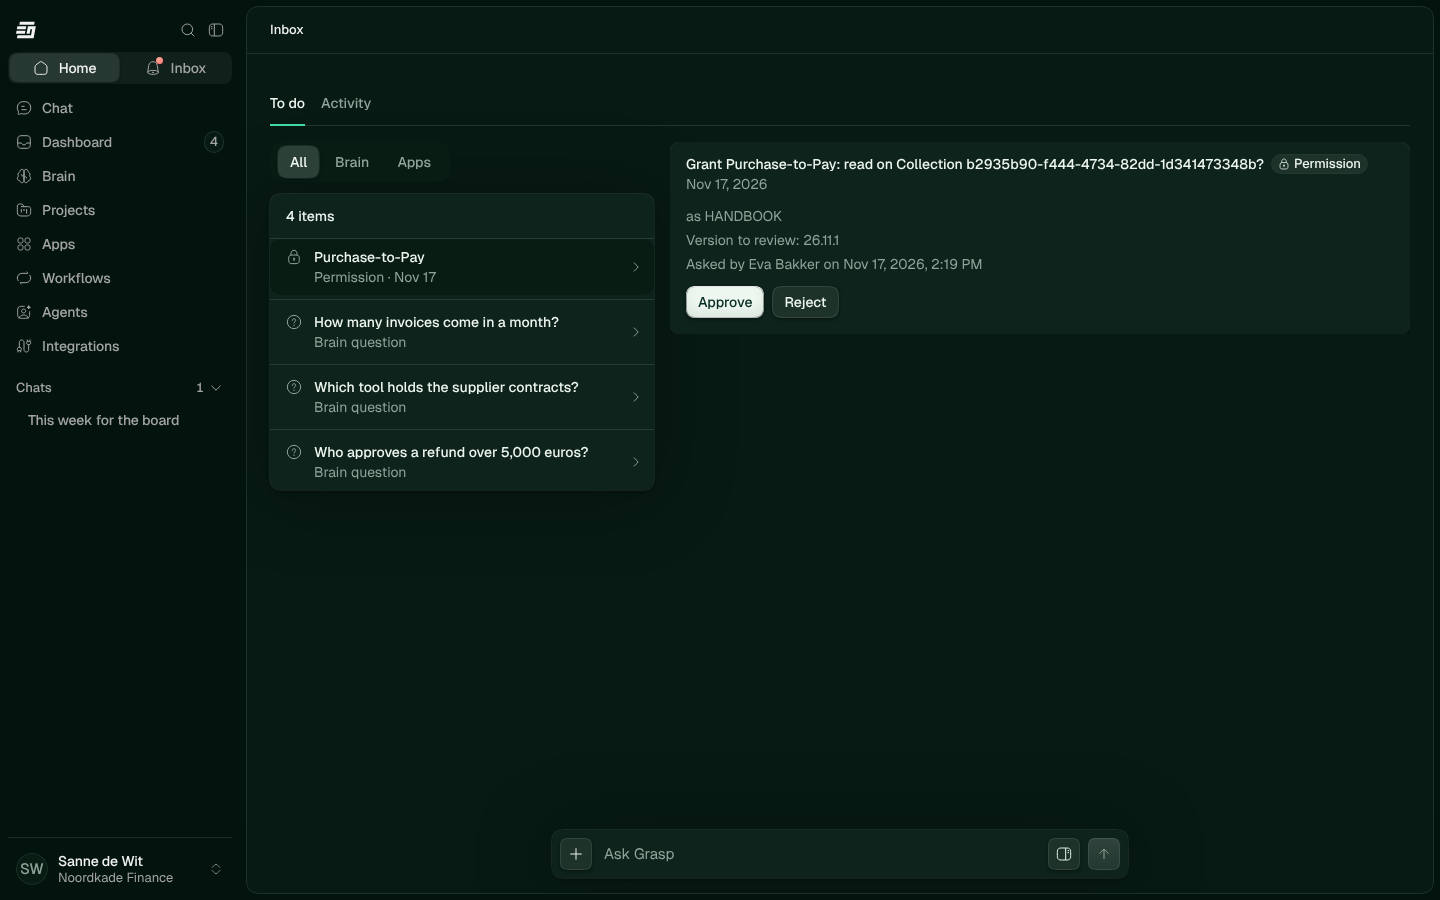 Inbox
Home
Inbox
Chat
Dashboard
4
Brain
Projects
Apps
Workflows
Agents
Integrations
Chats
1
This week for the board
To do
Activity
All
Brain
Apps
4 items
Purchase-to-Pay
Permission · Nov 17
How many invoices come in a month?
Brain question
Which tool holds the supplier contracts?
Brain question
Who approves a refund over 5,000 euros?
Brain question
Grant Purchase-to-Pay: read on Collection b2935b90-f444-4734-82dd-1d341473348b?
Permission
Nov 17, 2026
as HANDBOOK
Version to review: 26.11.1
Asked by Eva Bakker on Nov 17, 2026, 2:19 PM
Approve
Reject
Ask Grasp
SW
Sanne de Wit
Noordkade Finance